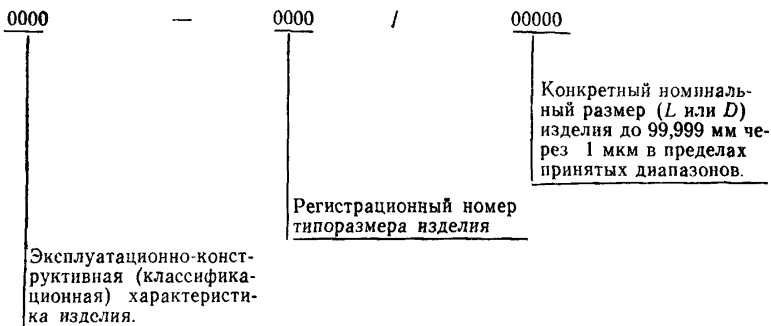 0000 — 0000 / 00000
Конкретный номиналь-
ный размер (L или D)
изделия до 99,999 мм че-
рез 1 мкм в пределах
принятых диапазонов.
Регистрационный номер
типоразмера изделия
Эксплуатационно-конст-
руктивная (классифика-
ционная) характеристи-
ка изделия.